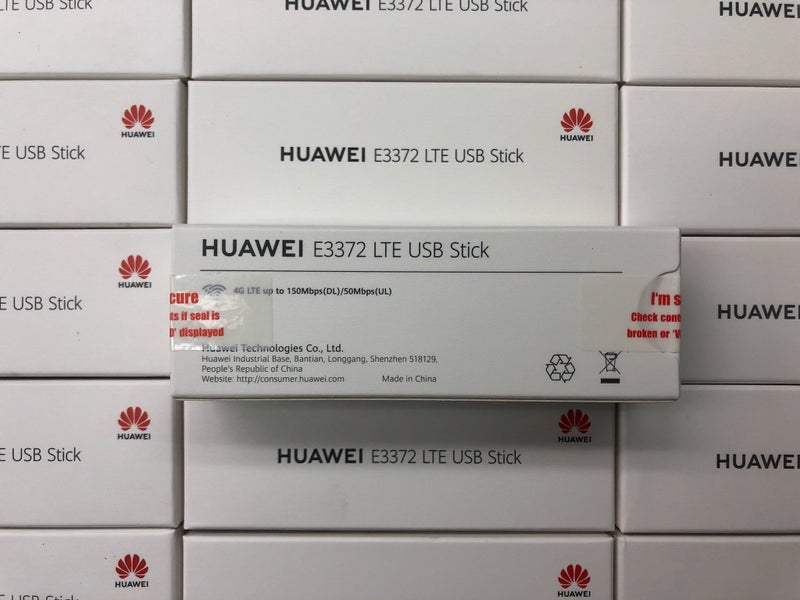 LTE USB Stick
HUAWEI E3372 LTE USB Stick
HUAWEI
HUAWEI
HUAWEI
E USB Stick
HUAWEI E3372 LTE USB Stick
HUAWEI
HUAWEI E3372 LTE USB Stick
4G LTE up to 150Mbps(DL)/50Mbps(UL)
cure
ts if seal is
D' displayed
I'm s
Check cont
broken or 'V
Huawei Technologies Co., Ltd.
Huawei Industrial Base, Bantian, Longgang, Shenzhen 518129,
People's Republic of China
Website: http://consumer.huawei.com Made in China
HUAWEI
E USB Stick
HUAWEI
HUAWEI
HUAWEI
E USB Stick
HUAWEI E3372 LTE USB Stick
HUAWEI
HUAWEI
HUAWEI